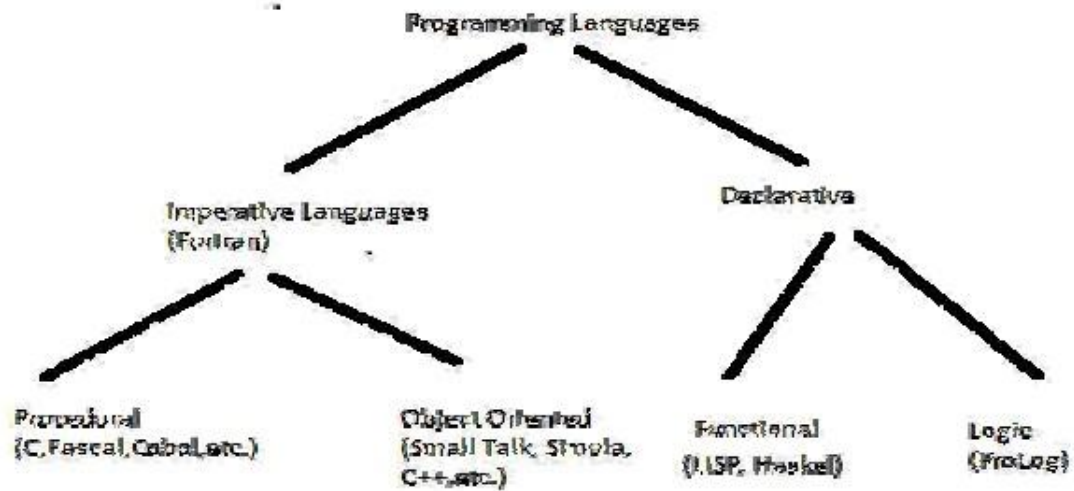 Programming Languages
Imperative Languages
(Fortran)
Declarative
Procedural
(C,Pascal,Cobol,etc.)
Object Oriented
(Small Talk, Simula,
C++,etc.)
Functional
(LISP, Haskel)
Logic
(ProLog)